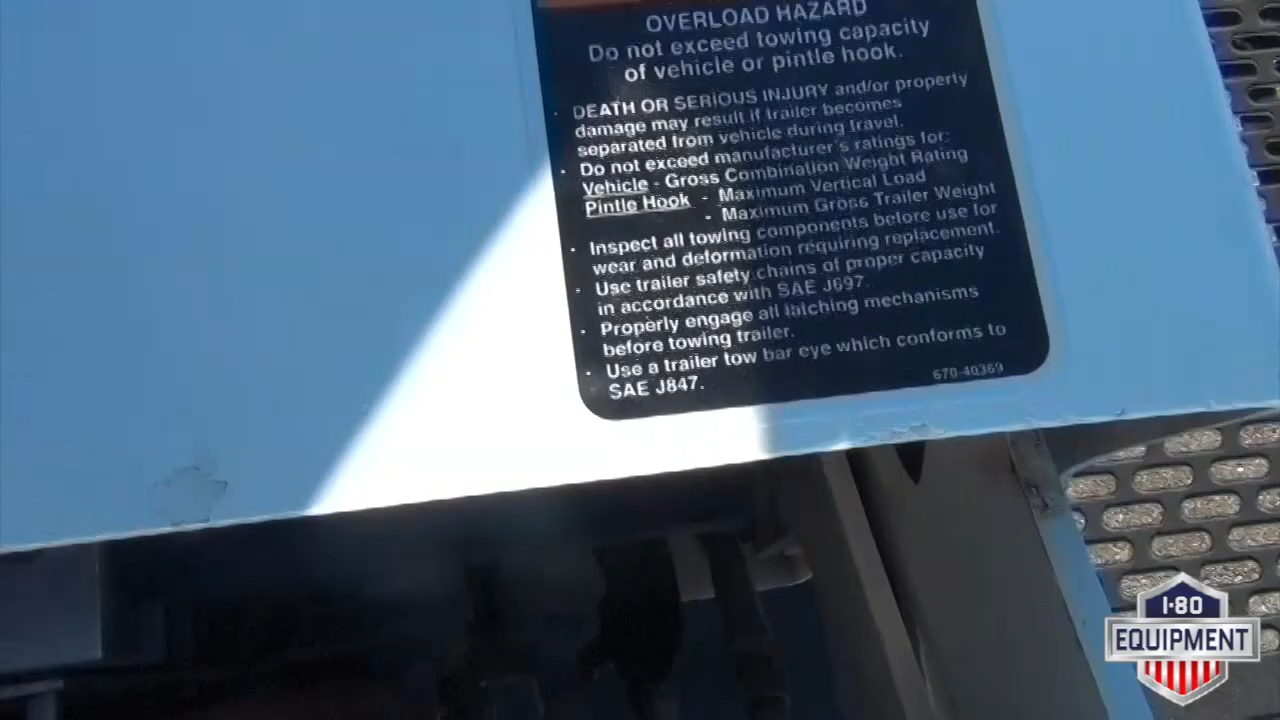 OVERLOAD HAZARD
Do not exceed towing capacity
of vehicle or pintle hook.
· DEATH OR SERIOUS INJURY and/or property
damage may result if trailer becomes
separated from vehicle during travel.
· Do not exceed manufacturer's ratings for:
Vehicle - Gross Combination Weight Rating
Pintle Hook - Maximum Vertical Load
- Maximum Gross Trailer Weight
· Inspect all towing components before use for
wear and deformation requiring replacement.
· Use trailer safety chains of proper capacity
in accordance with SAE J697.
· Properly engage all latching mechanisms
before towing trailer.
· Use a trailer tow bar eye which conforms to
SAE J847.
670-40369
I-80
EQUIPMENT